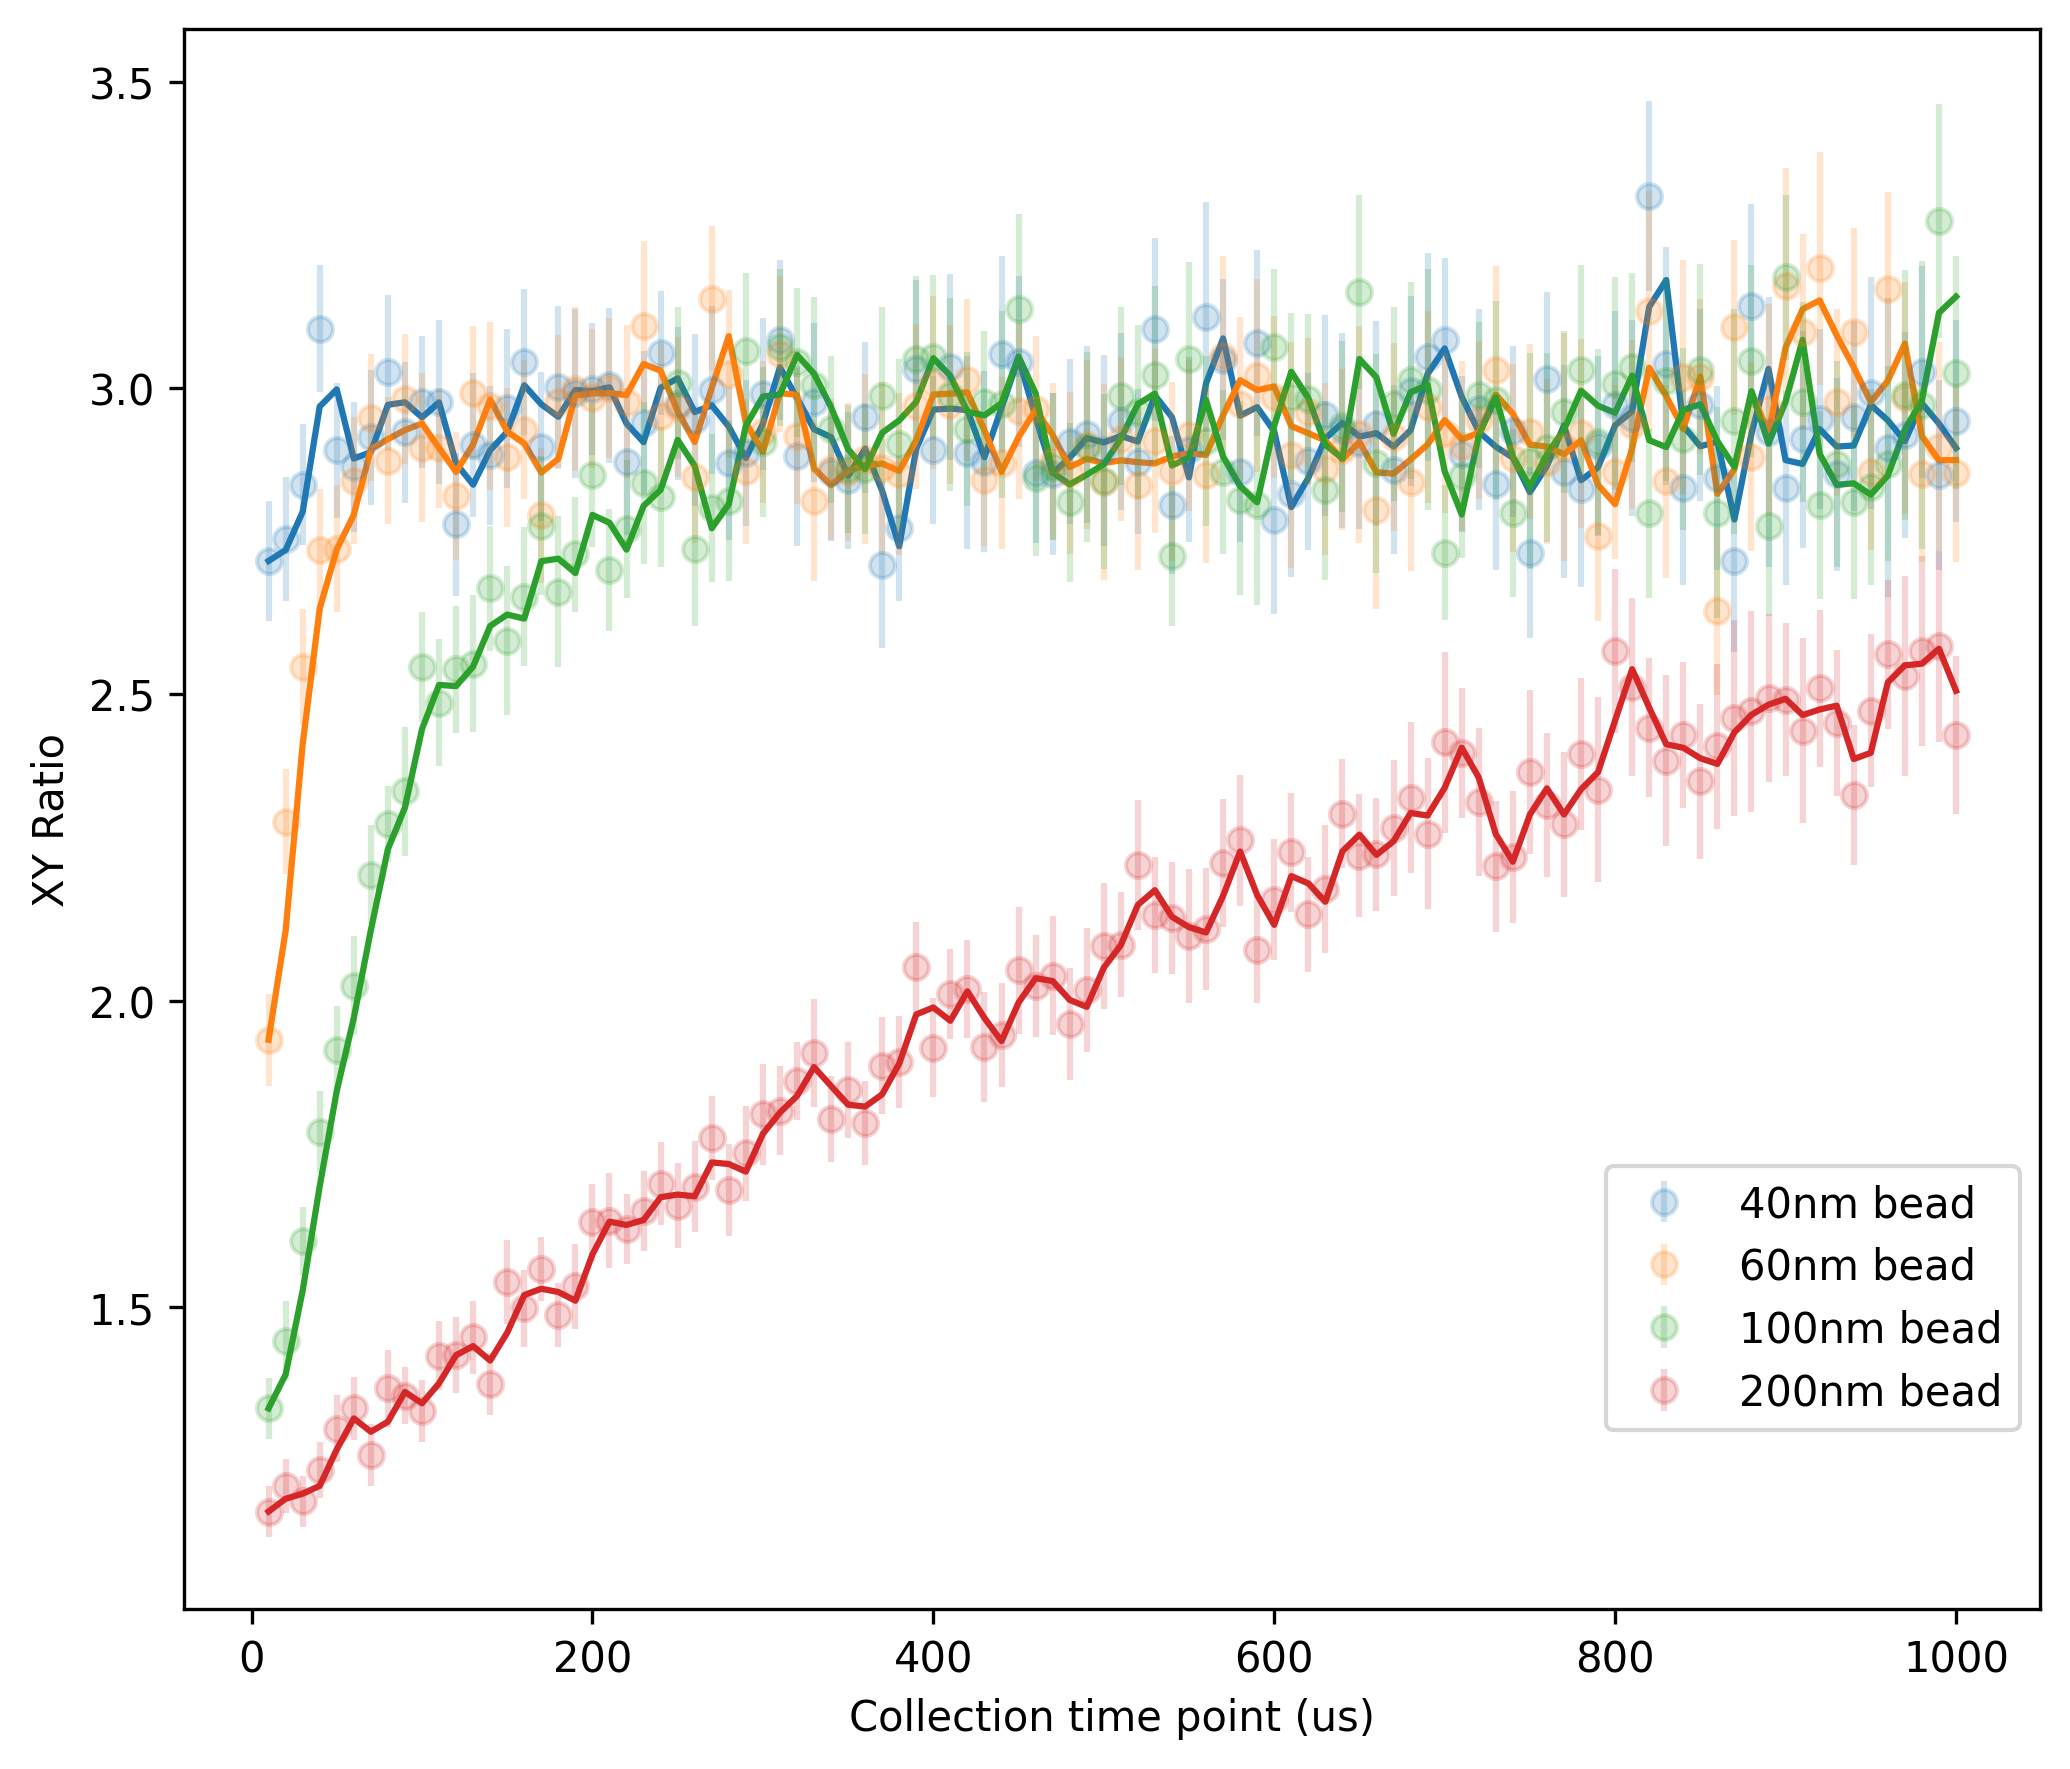 3.5
3.0
2.5
2.0
1.5
XY Ratio
40nm bead
60nm bead
100nm bead
200nm bead
0 200 400 600 800 1000
Collection time point (us)